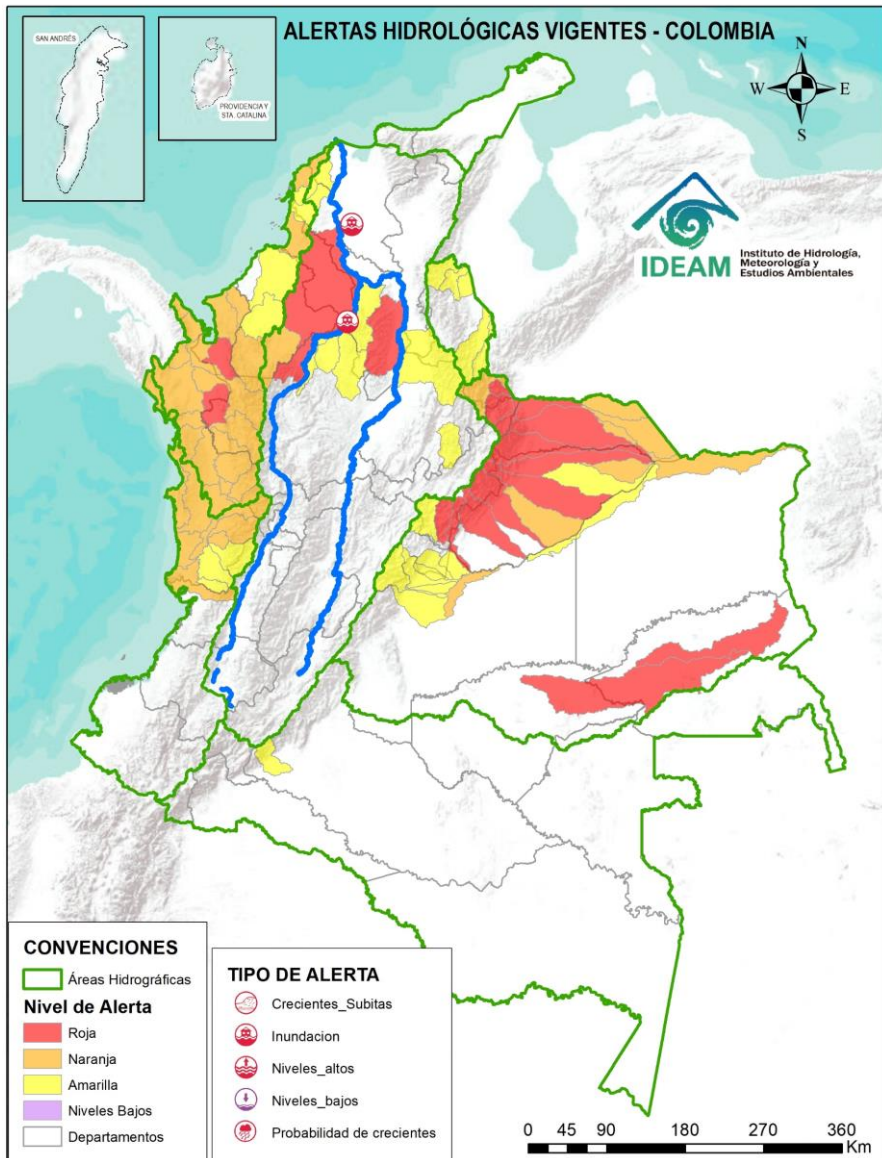 ALERTAS HIDROLÓGICAS VIGENTES - COLOMBIA
SAN ANDRÉS
PROVIDENCIA Y
STA. CATALINA
N
W
E
S
IDEAM
Instituto de Hidrología,
Meteorología y
Estudios Ambientales
CONVENCIONES
Áreas Hidrográficas
Nivel de Alerta
Roja
Naranja
Amarilla
Niveles Bajos
Departamentos
TIPO DE ALERTA
Crecientes_Subitas
Inundacion
Niveles_altos
Niveles_bajos
Probabilidad de crecientes
0 45 90 180 270 360
Km